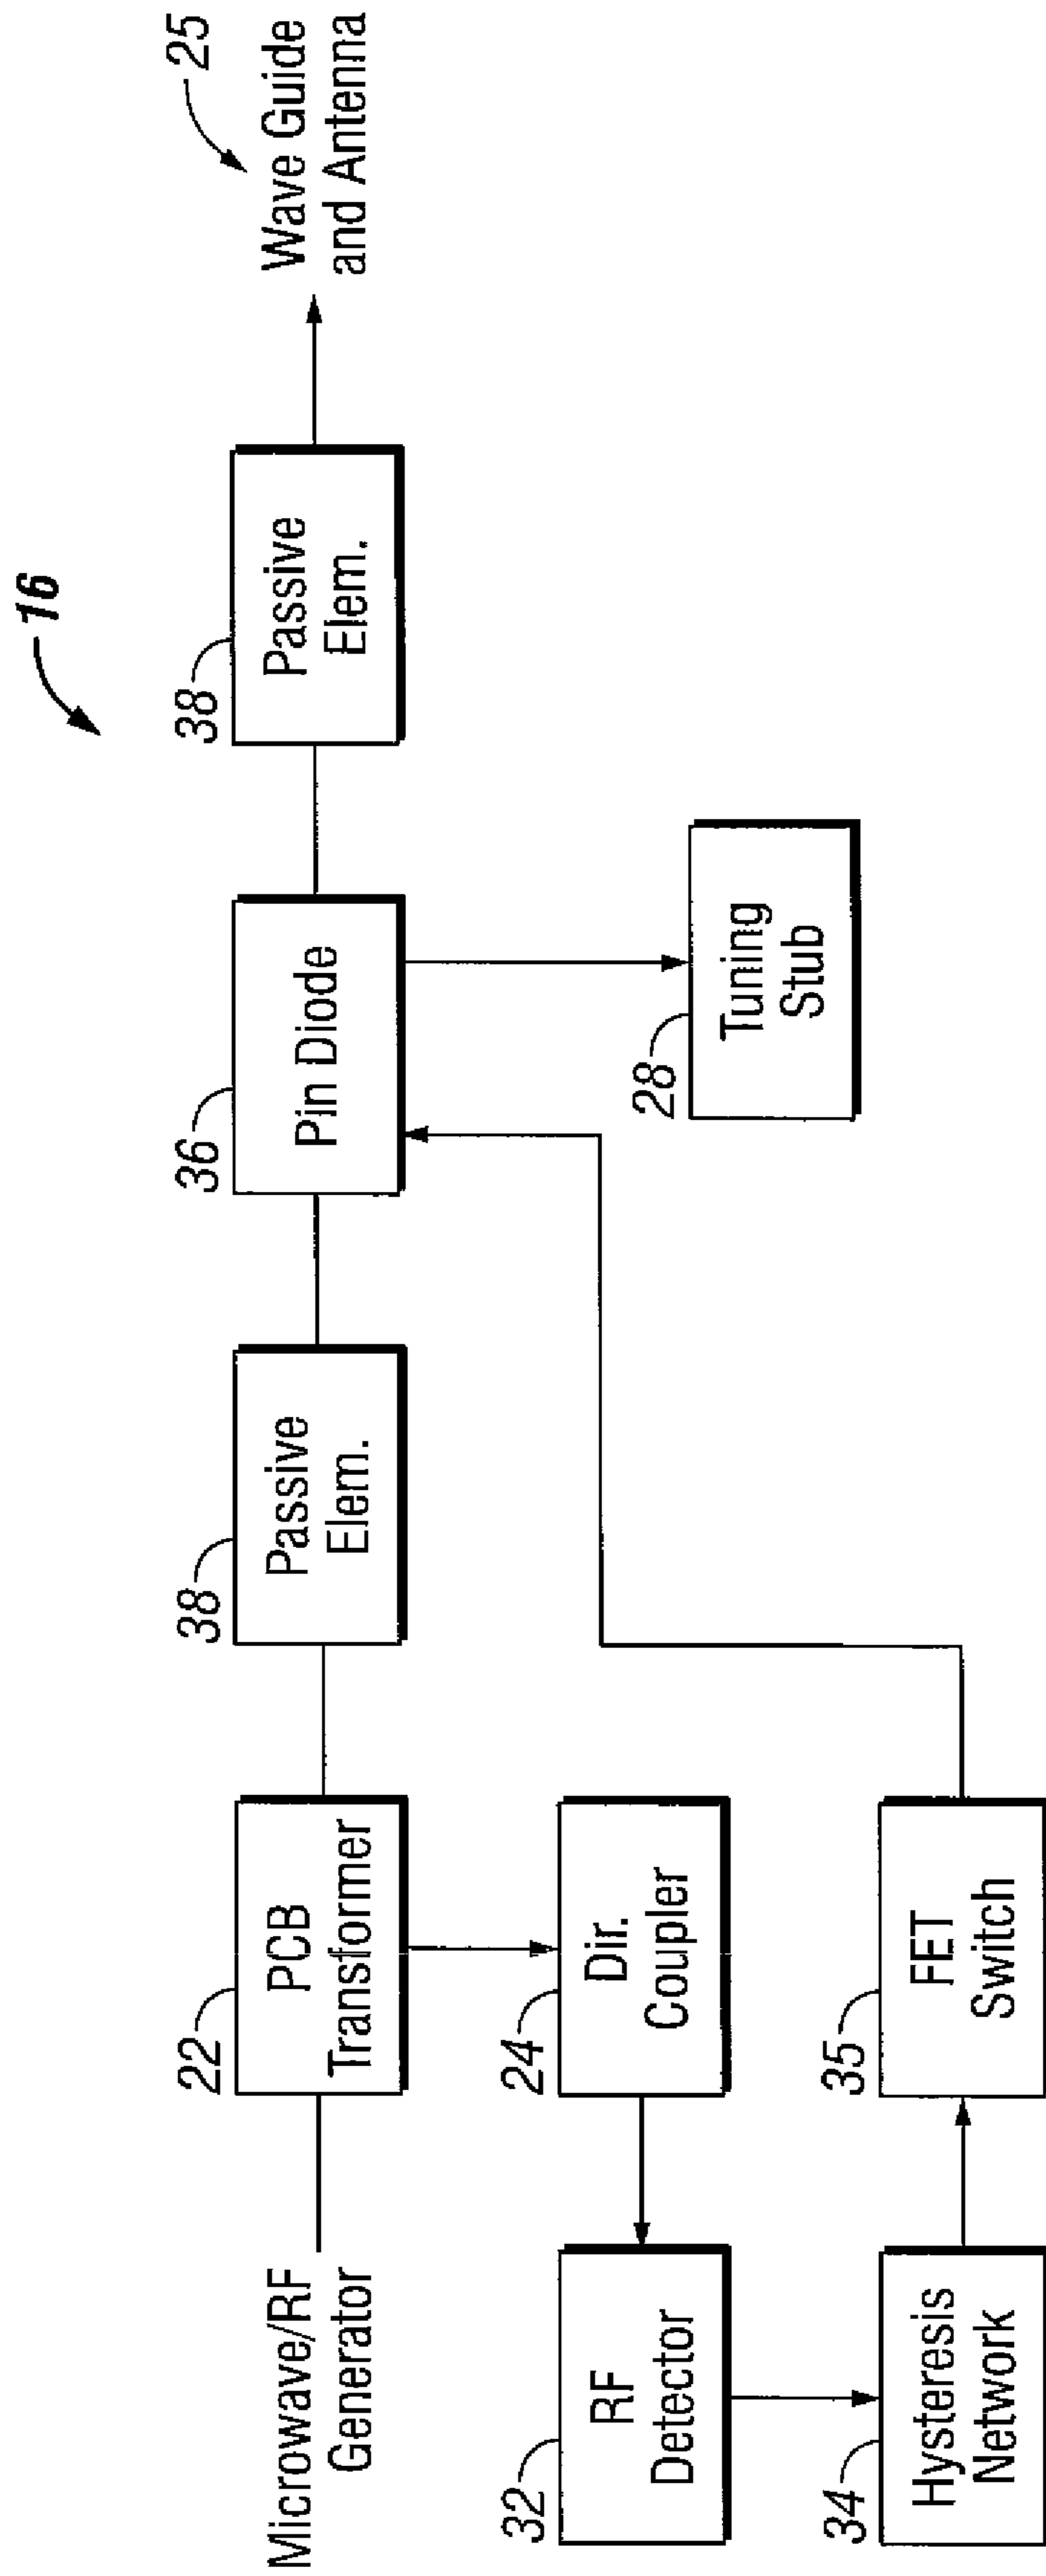 16
25
Wave Guide
and Antenna
Microwave/RF
Generator
22
PCB
Transformer
38
Passive
Elem.
36
Pin Diode
38
Passive
Elem.
32
RF
Detector
24
Dir.
Coupler
28
Tuning
Stub
34
Hysteresis
Network
35
FET
Switch